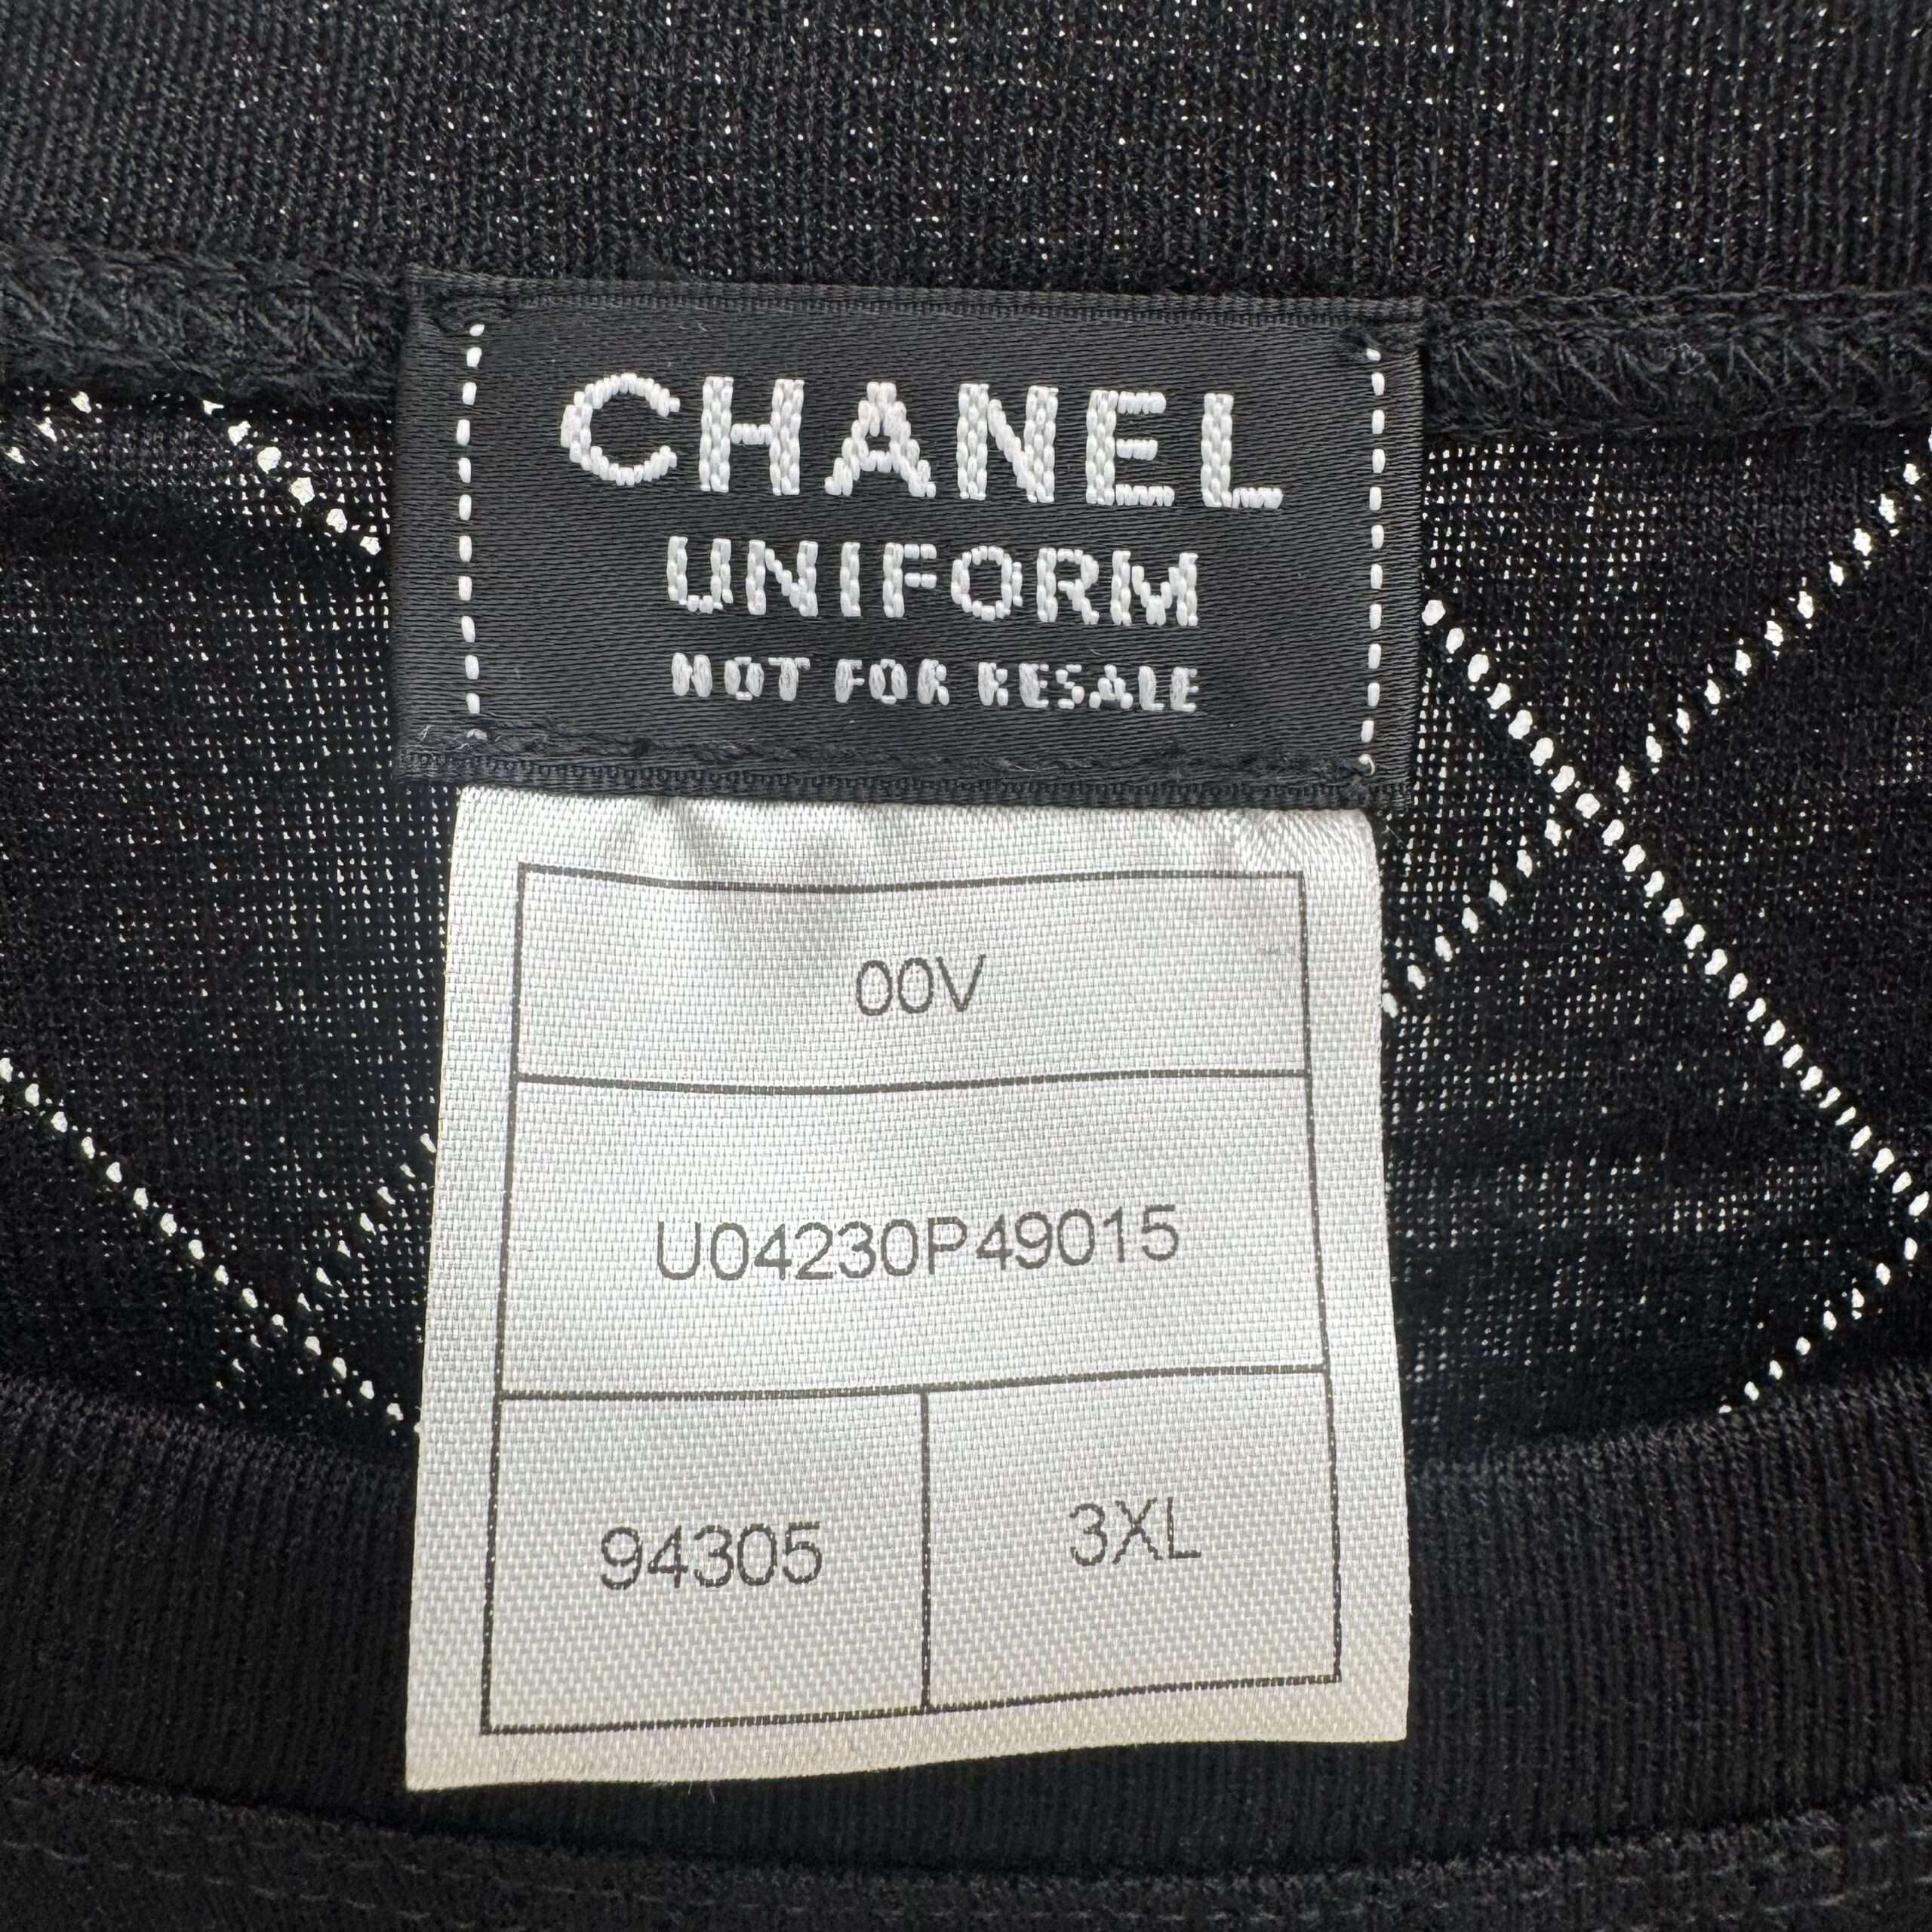 CHANEL
UNIFORM
NOT FOR RESALE
00V
U04230P49015
94305 3XL